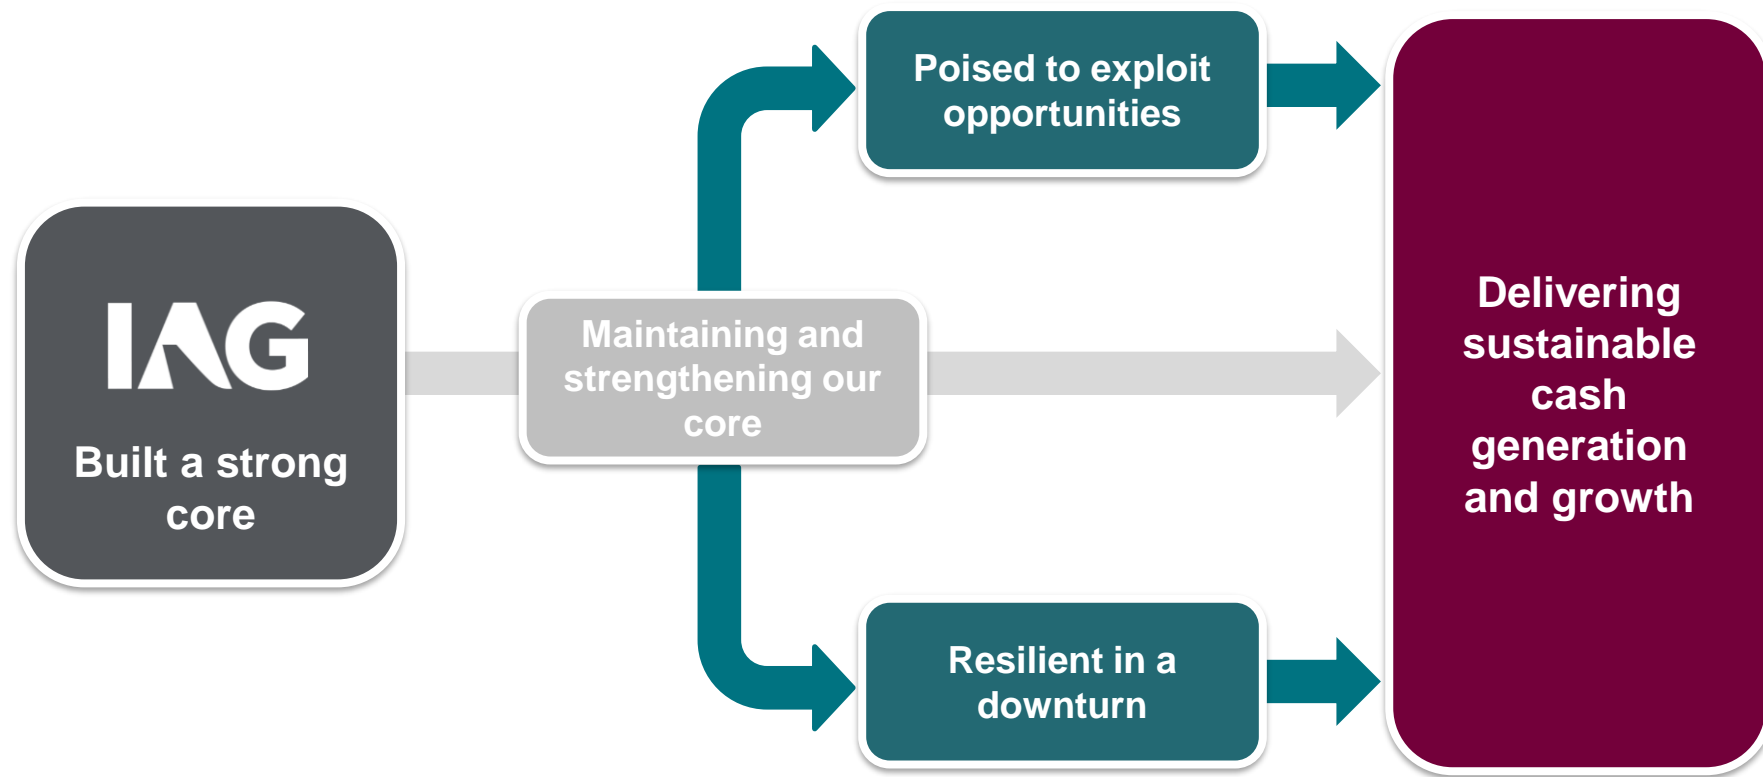 IAG
Built a strong
core
Maintaining and
strengthening our
core
Poised to exploit
opportunities
Resilient in a
downturn
Delivering
sustainable
cash
generation
and growth